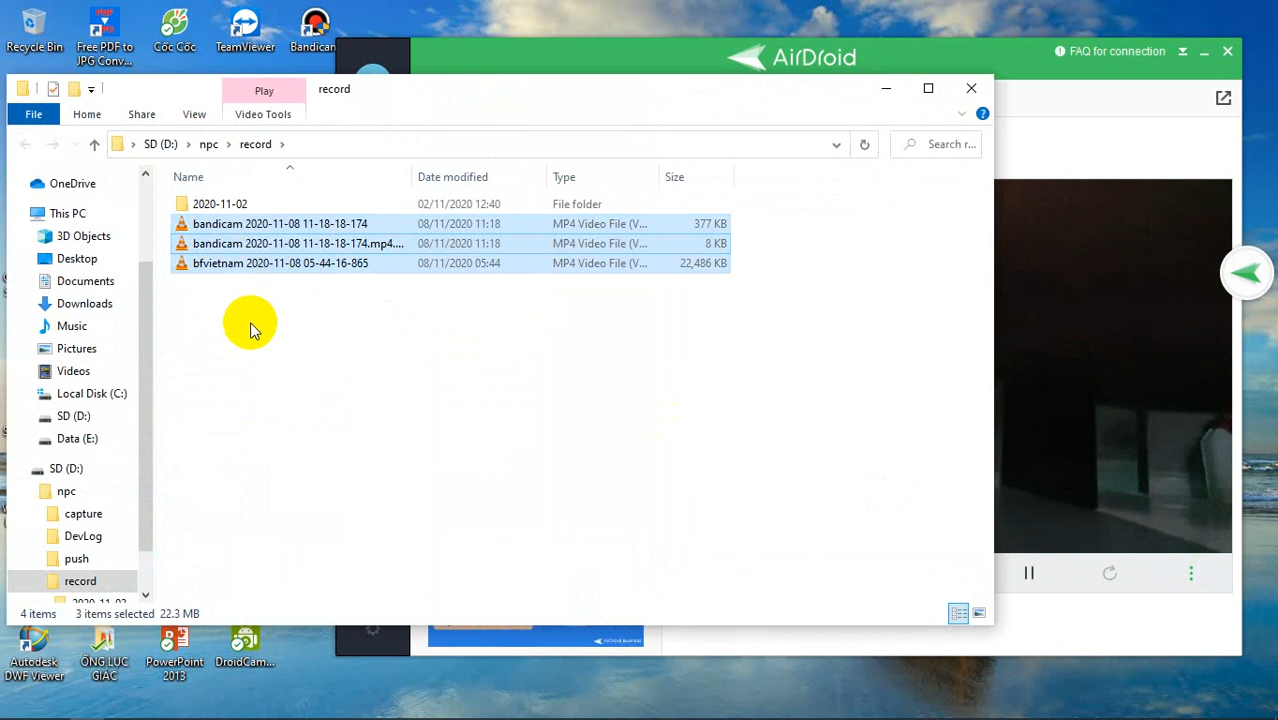 Recycle Bin
Free PDF to
JPG Conv...
Cốc Cốc
TeamViewer
Bandicam
AirDroid
FAQ for connection
Play
record
File
Home
Share
View
Video Tools
SD (D:)
npc
record
Search r...
Name
Date modified
Type
Size
2020-11-02
02/11/2020 12:40
File folder
bandicam 2020-11-08 11-18-18-174
08/11/2020 11:18
MP4 Video File (V...
377 KB
bandicam 2020-11-08 11-18-18-174.mp4....
08/11/2020 11:18
MP4 Video File (V...
8 KB
bfvietnam 2020-11-08 05-44-16-865
08/11/2020 05:44
MP4 Video File (V...
22,486 KB
OneDrive
This PC
3D Objects
Desktop
Documents
Downloads
Music
Pictures
Videos
Local Disk (C:)
SD (D:)
Data (E:)
SD (D:)
npc
capture
DevLog
push
record
2020-11-02
4 items
3 items selected
22.3 MB
AirDroid Business
Autodesk
DWF Viewer
ỐNG LỤC
GIÁC
PowerPoint
2013
DroidCam...